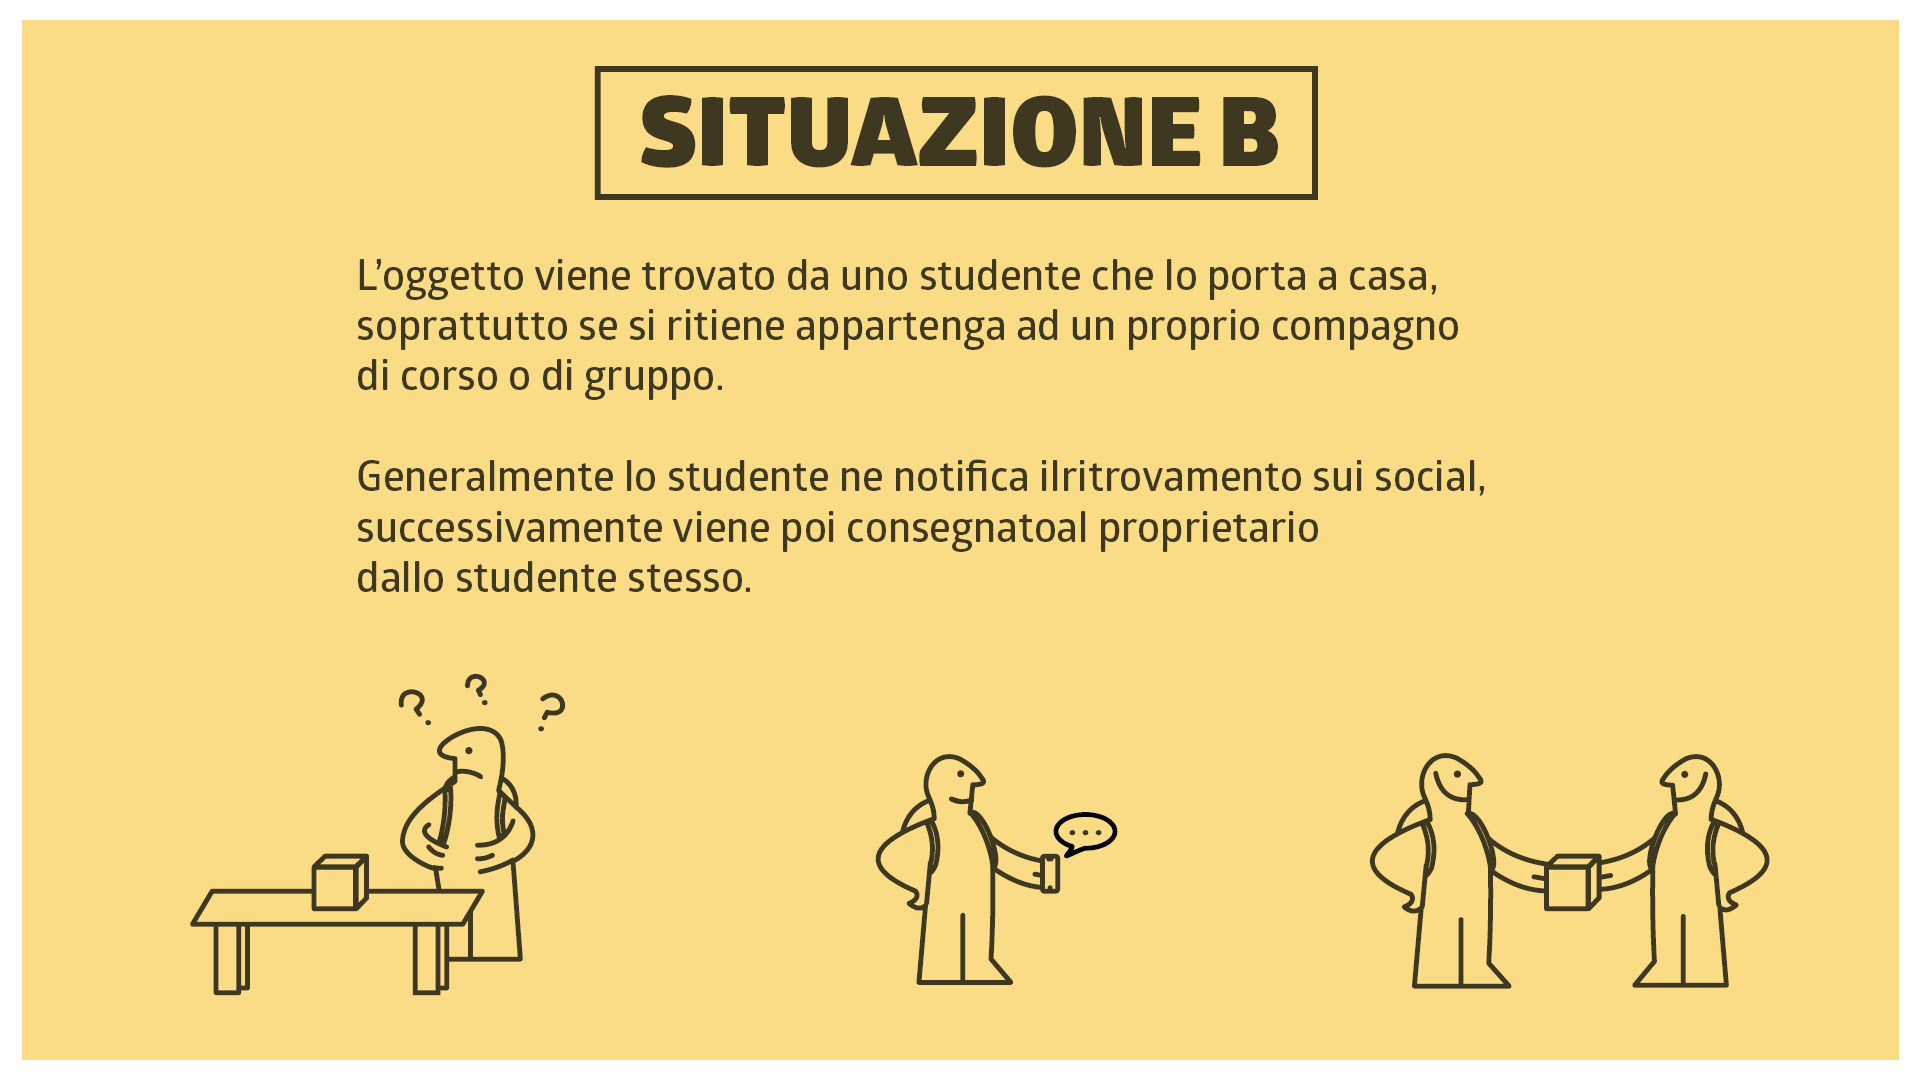 SITUAZIONE B
L’oggetto viene trovato da uno studente che lo porta a casa,
soprattutto se si ritiene appartenga ad un proprio compagno
di corso o di gruppo.
Generalmente lo studente ne notifica ilritrovamento sui social,
successivamente viene poi consegnatoal proprietario
dallo studente stesso.
? ? ?
...